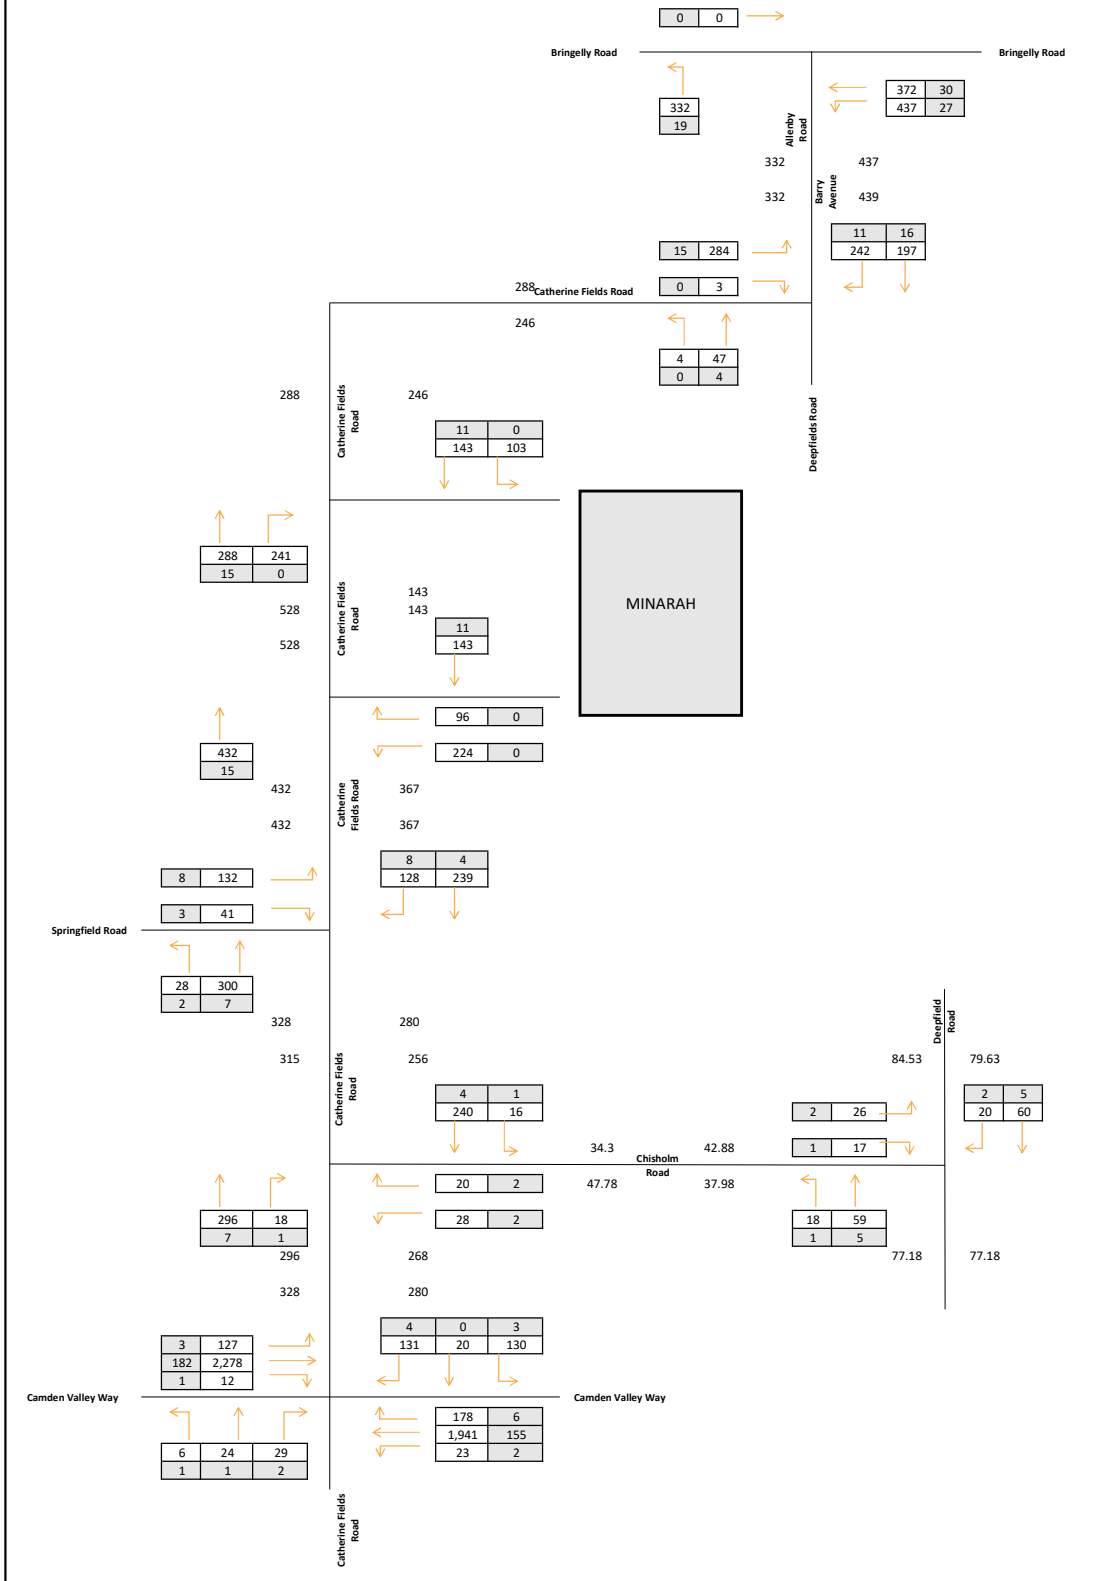 0 0
Bringelly Road Bringelly Road
372 30
437 27
332
19
Allenby
Road
332 437
Barry
Avenue
332 439
11 16
242 197
15 284
0 3
288
Catherine Fields Road
246
4 47
0 4
Deepfields Road
288 246
Catherine Fields
Road
11 0
143 103
288 241
15 0
MINARAH
Catherine Fields
Road
143
528 143
11
143
528
96 0
224 0
432
15
432 367
Catherine
Fields Road
432 367
8 4
128 239
8 132
3 41
Springfield Road
28 300
2 7
328 280
Deepfield
Road
315 256
84.53 79.63
Catherine Fields
Road
4 1
240 16
2 5
20 60
2 26
1 17
34.3 42.88
Chisholm
Road
47.78 37.98
20 2
28 2
296 18
7 1
18 59
1 5
296 268
77.18 77.18
328 280
4 0 3
131 20 130
3 127
182 2,278
1 12
Camden Valley Way Camden Valley Way
178 6
1,941 155
23 2
6 24 29
1 1 2
Catherine Fields
Road